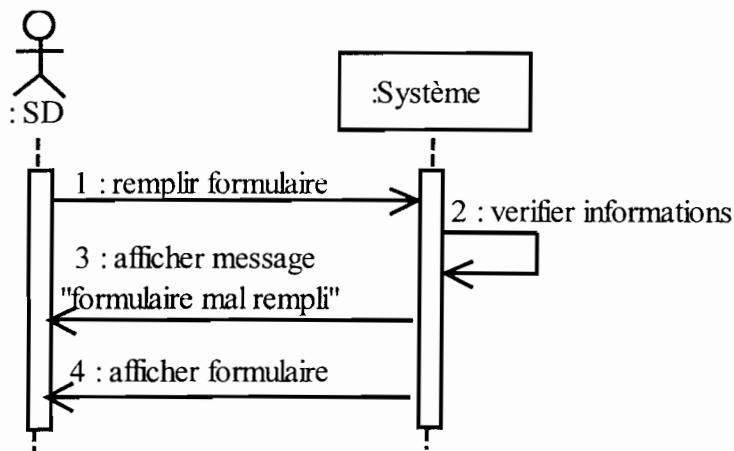 : SD
:Système
1 : remplir formulaire
2 : verifier informations
3 : afficher message
"formulaire mal rempli"
4 : afficher formulaire